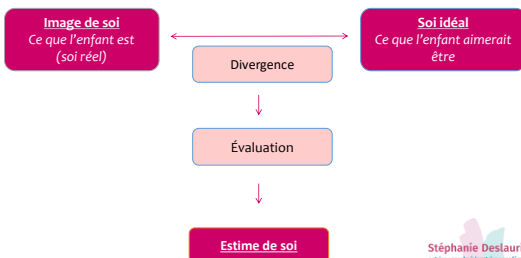 Image de soi
Ce que l'enfant est
(soi réel)
Soi idéal
Ce que l'enfant aimerait
être
Divergence
Évaluation
Estime de soi
Stéphanie